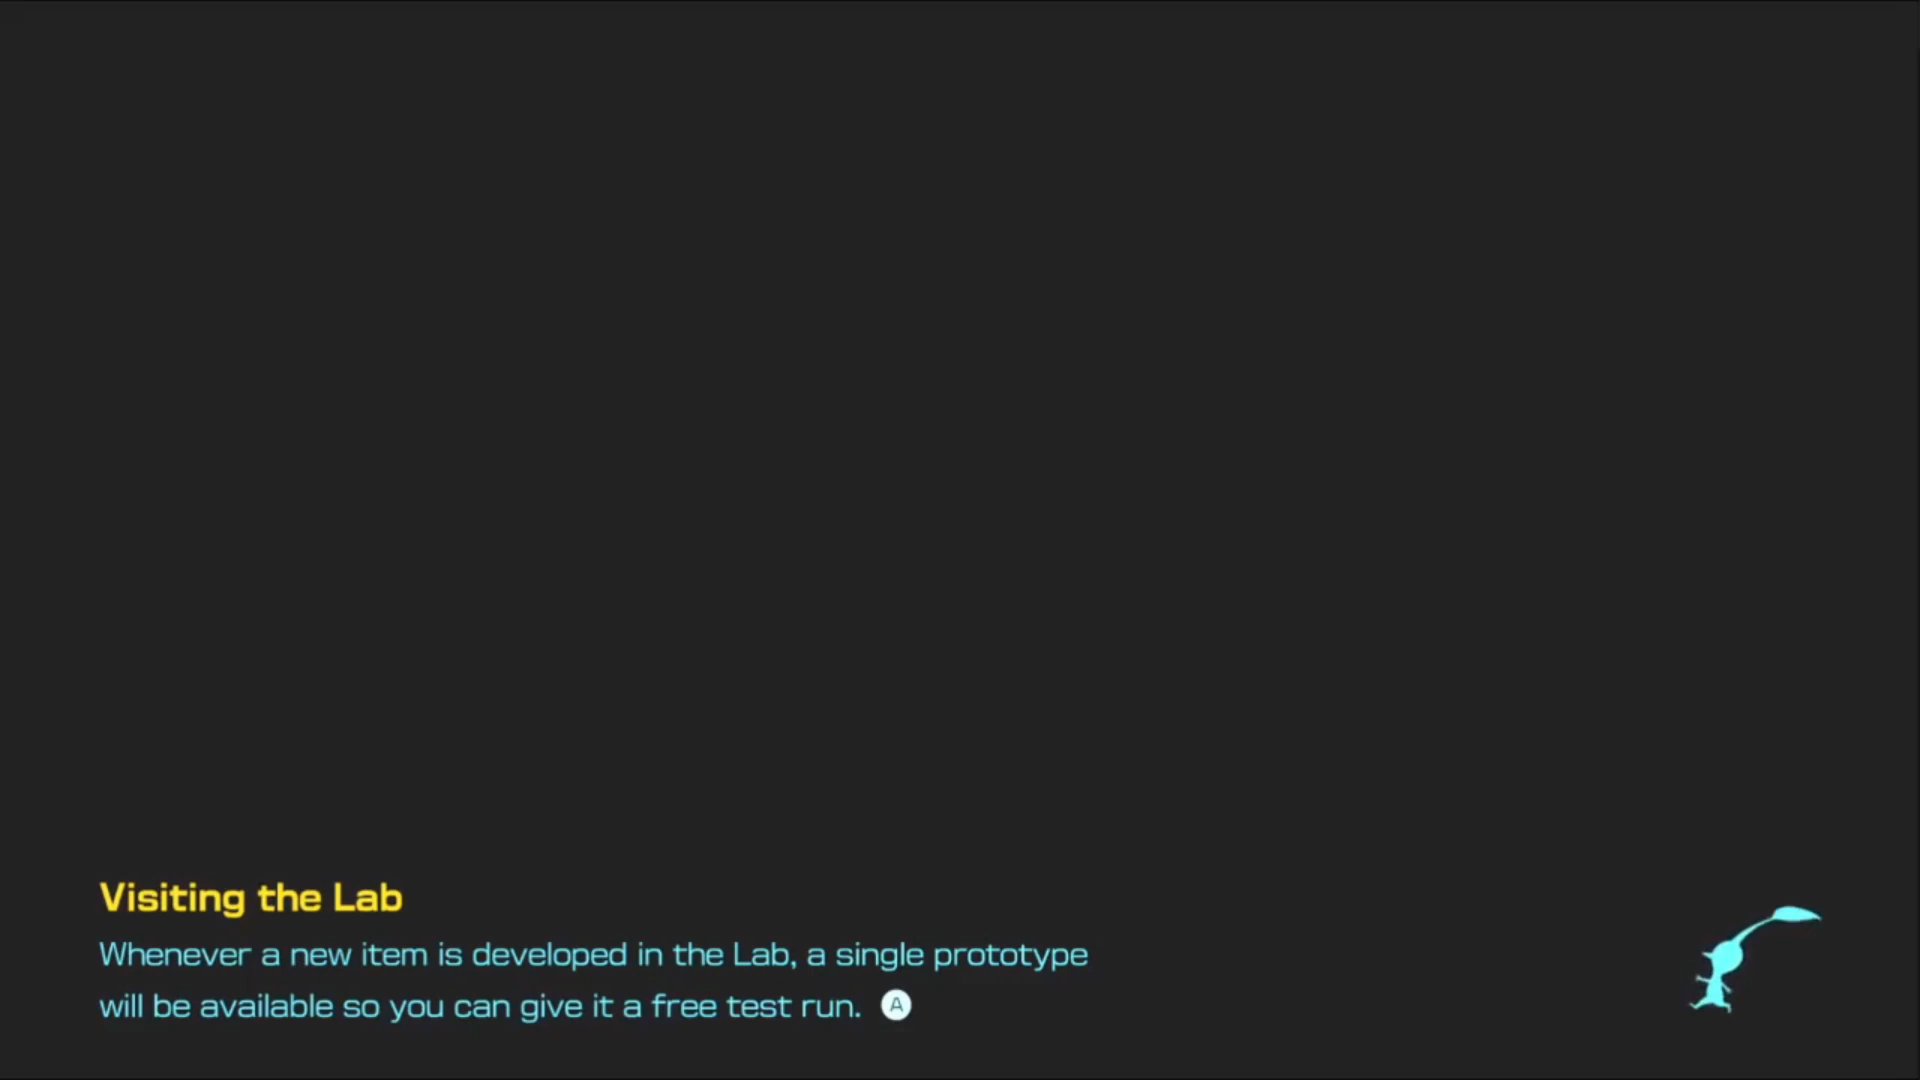 Visiting the Lab
Whenever a new item is developed in the Lab, a single prototype
will be available so you can give it a free test run. A